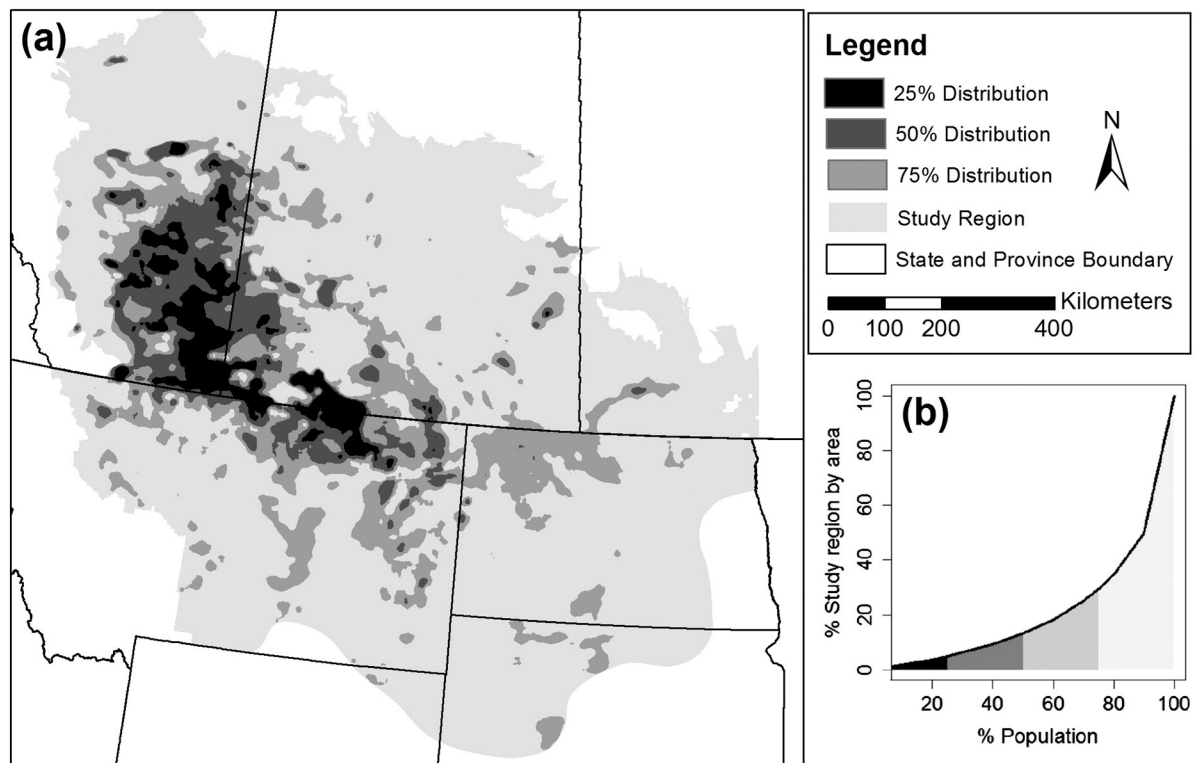 (a)
Legend
25% Distribution
50% Distribution
75% Distribution
Study Region
State and Province Boundary
N
Kilometers
0 100 200 400
(b)
% Study region by area
0 20 40 60 80 100
20 40 60 80 100
% Population